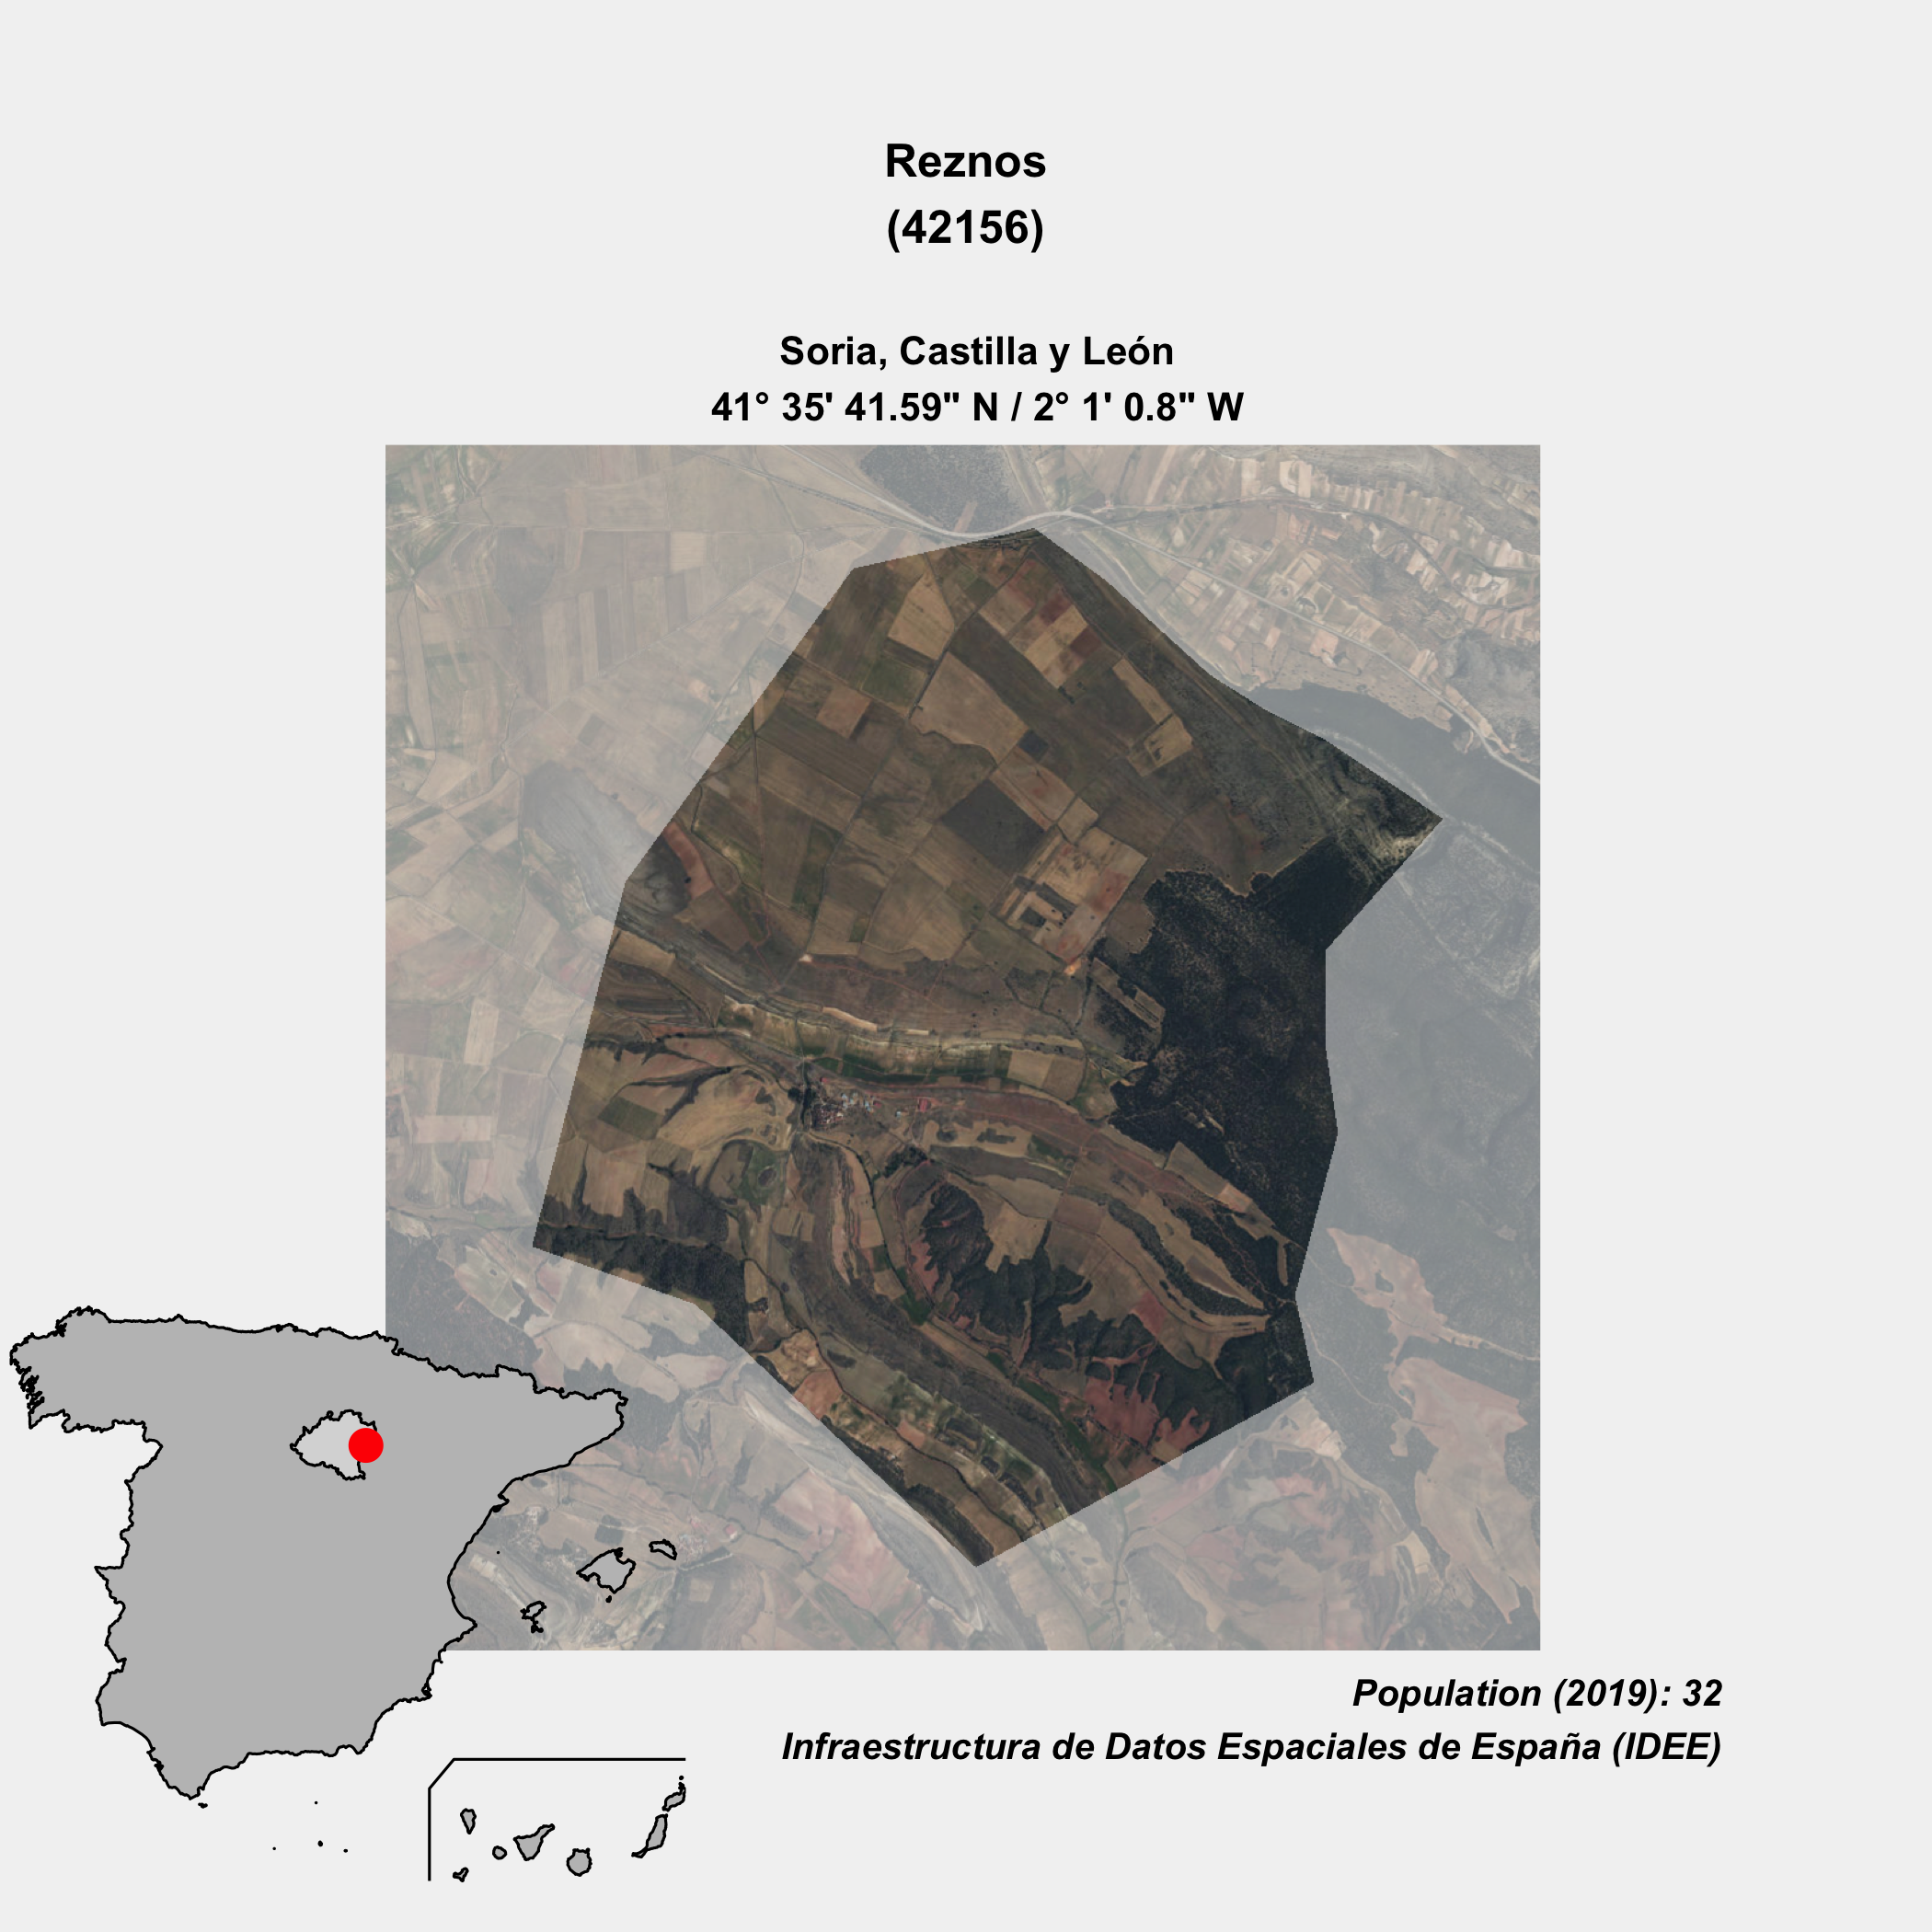 Reznos
(42156)
Soria, Castilla y León
41° 35' 41.59" N / 2° 1' 0.8" W
Population (2019): 32
Infraestructura de Datos Espaciales de España (IDEE)